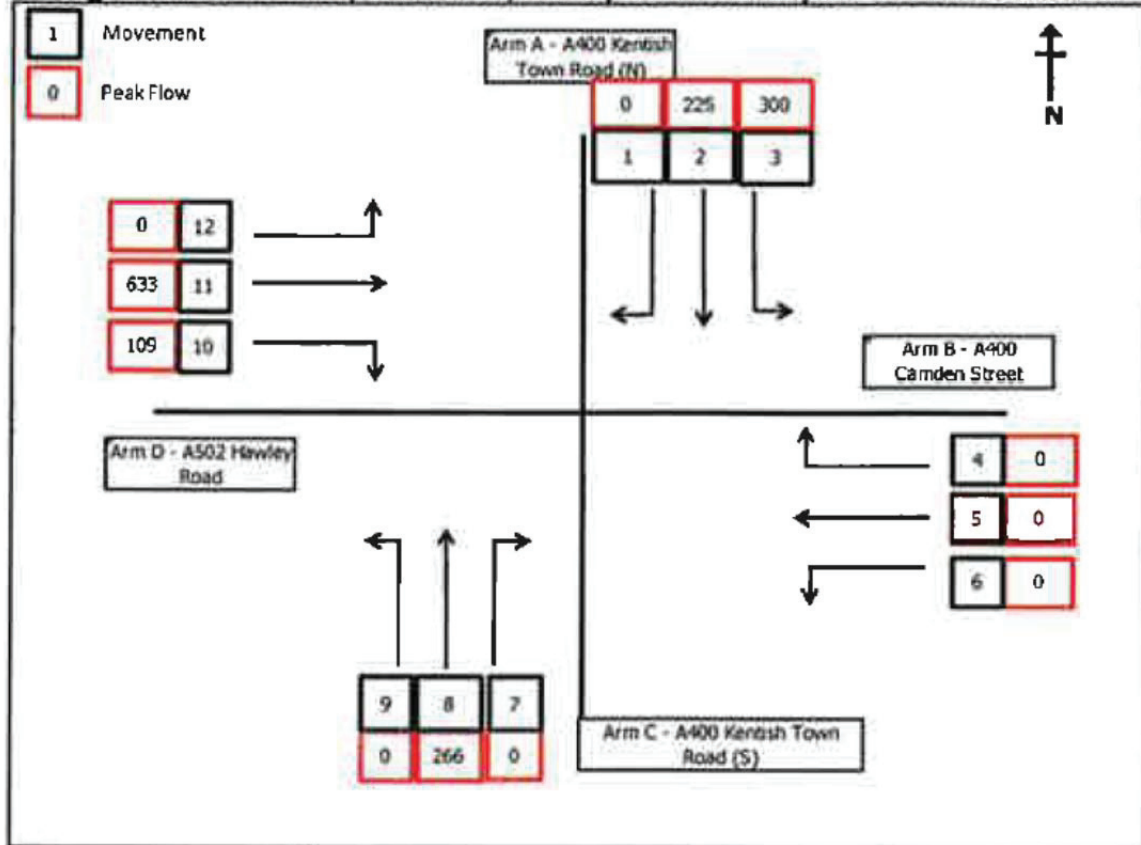 1 Movement
0 Peak Flow
Arm A - A400 Kentish
Town Road (N)
N
0 225 300
1 2 3
0 12
633 11
109 10
Arm B - A400
Camden Street
Arm D - A502 Hawley
Road
4 0
5 0
6 0
9 8 7
0 266 0
Arm C - A400 Kentish Town
Road (S)